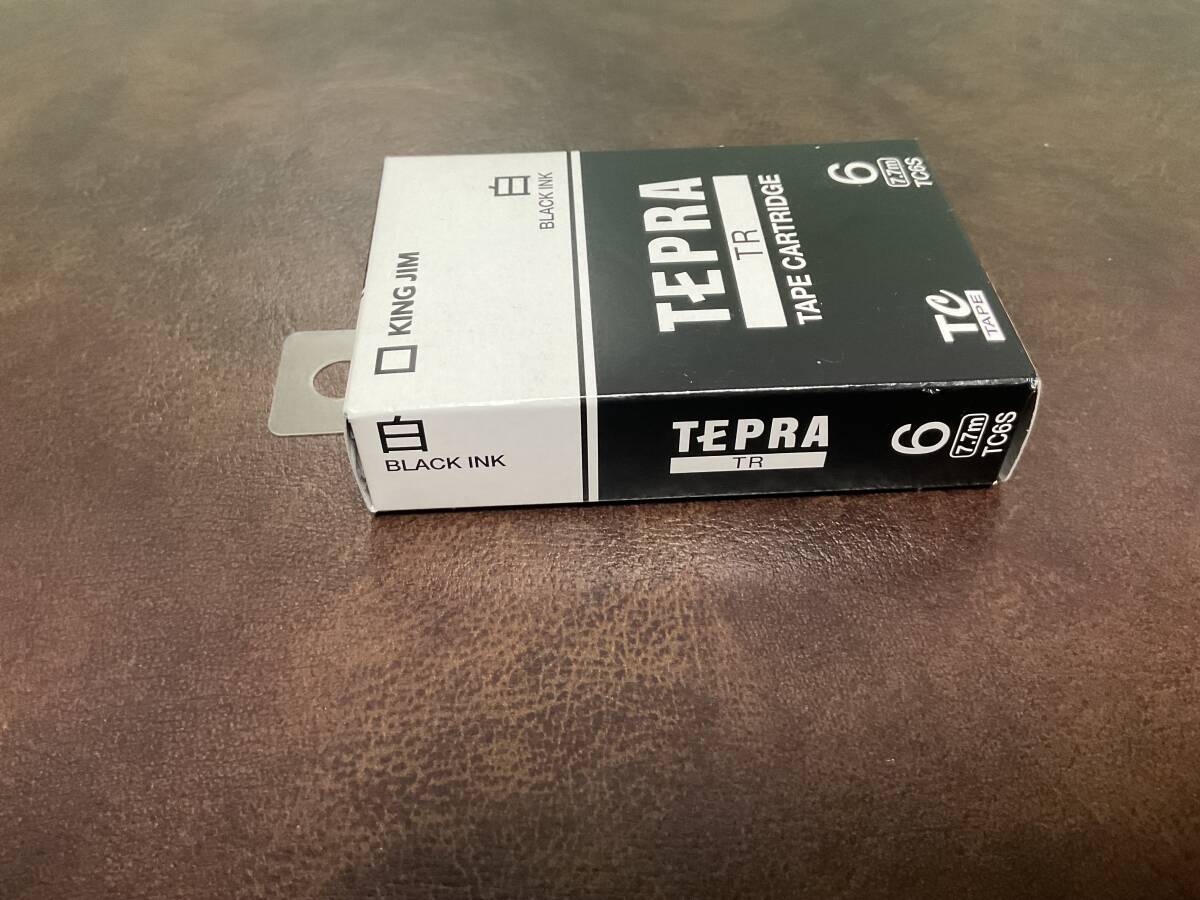 KING JIM
白
BLACK INK
TEPRA
TR
TAPE CARTRIDGE
6
7.7m
TC6S
TC
TAPE
白
BLACK INK
TEPRA
TR
6
7.7m
TC6S